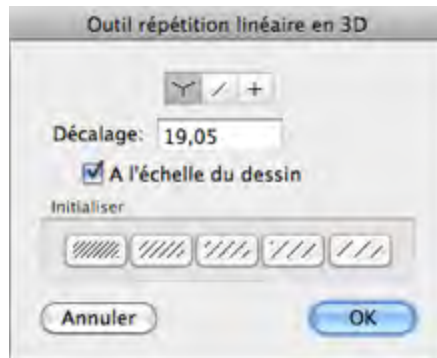 Outil répétition linéaire en 3D
Décalage: 19,05
A l'échelle du dessin
Initialiser
Annuler OK